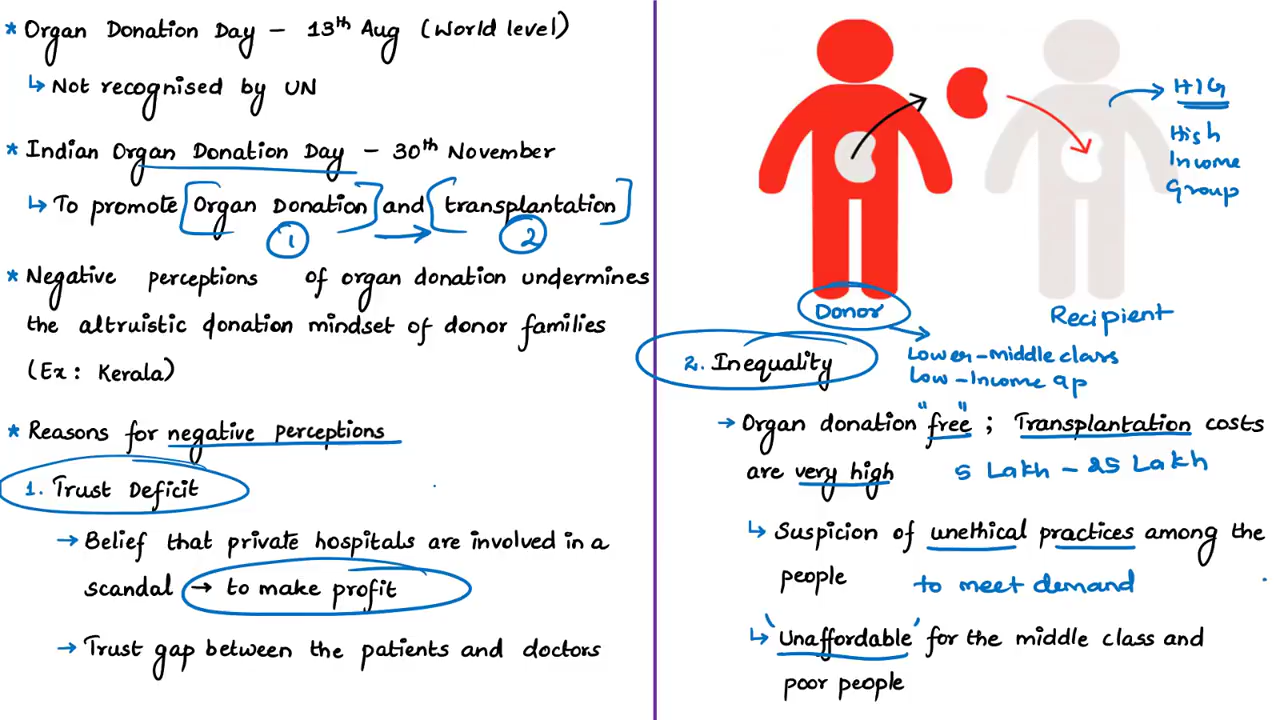 * Organ Donation Day - 13th Aug (World level)
↳ Not recognised by UN
* Indian Organ Donation Day - 30th November
↳ To promote [Organ Donation] and [transplantation]
① → ②
* Negative perceptions of organ donation undermines
the altruistic donation mindset of donor families
(Ex: Kerala)
* Reasons for negative perceptions
1. Trust Deficit
→ Belief that private hospitals are involved in a
scandal → to make profit
→ Trust gap between the patients and doctors
HIG
High
Income
Group
Donor
Recipient
Lower-middle class
Low-Income gp
2. Inequality
→ Organ donation "free" ; Transplantation costs
are very high 5 Lakh - 25 Lakh
↳ Suspicion of unethical practices among the
people to meet demand
↳ 'Unaffordable' for the middle class and
poor people